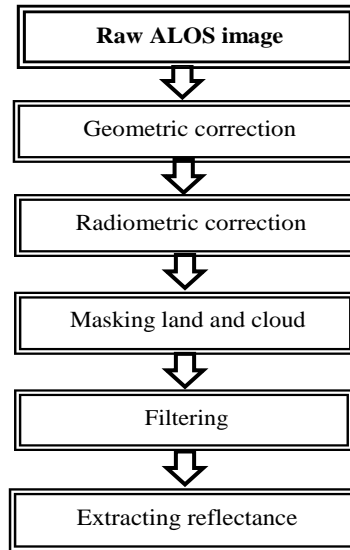 Raw ALOS image
Geometric correction
Radiometric correction
Masking land and cloud
Filtering
Extracting reflectance